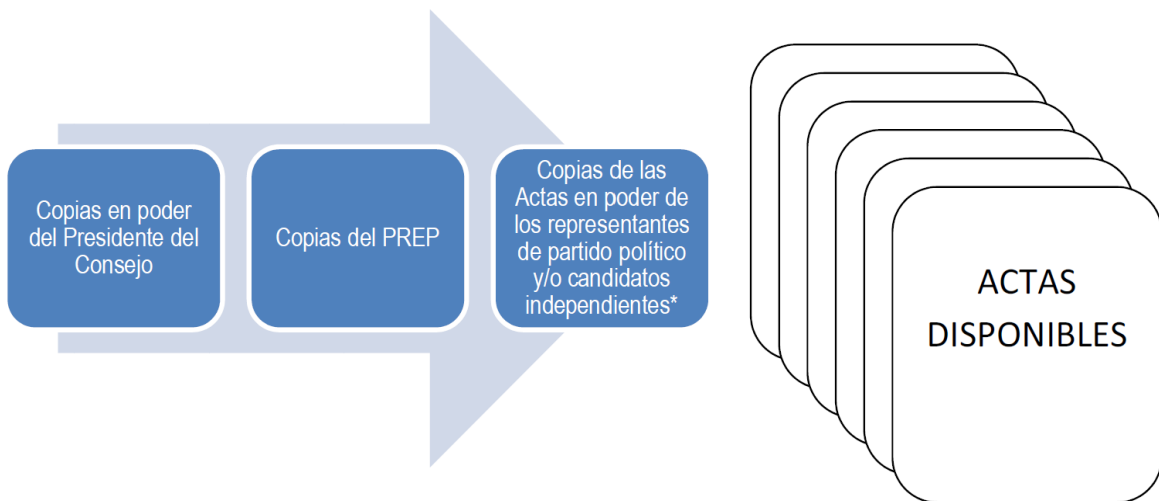 Copias en poder
del Presidente del
Consejo
Copias del PREP
Copias de las
Actas en poder de
los representantes
de partido político
y/o candidatos
independientes*
ACTAS
DISPONIBLES